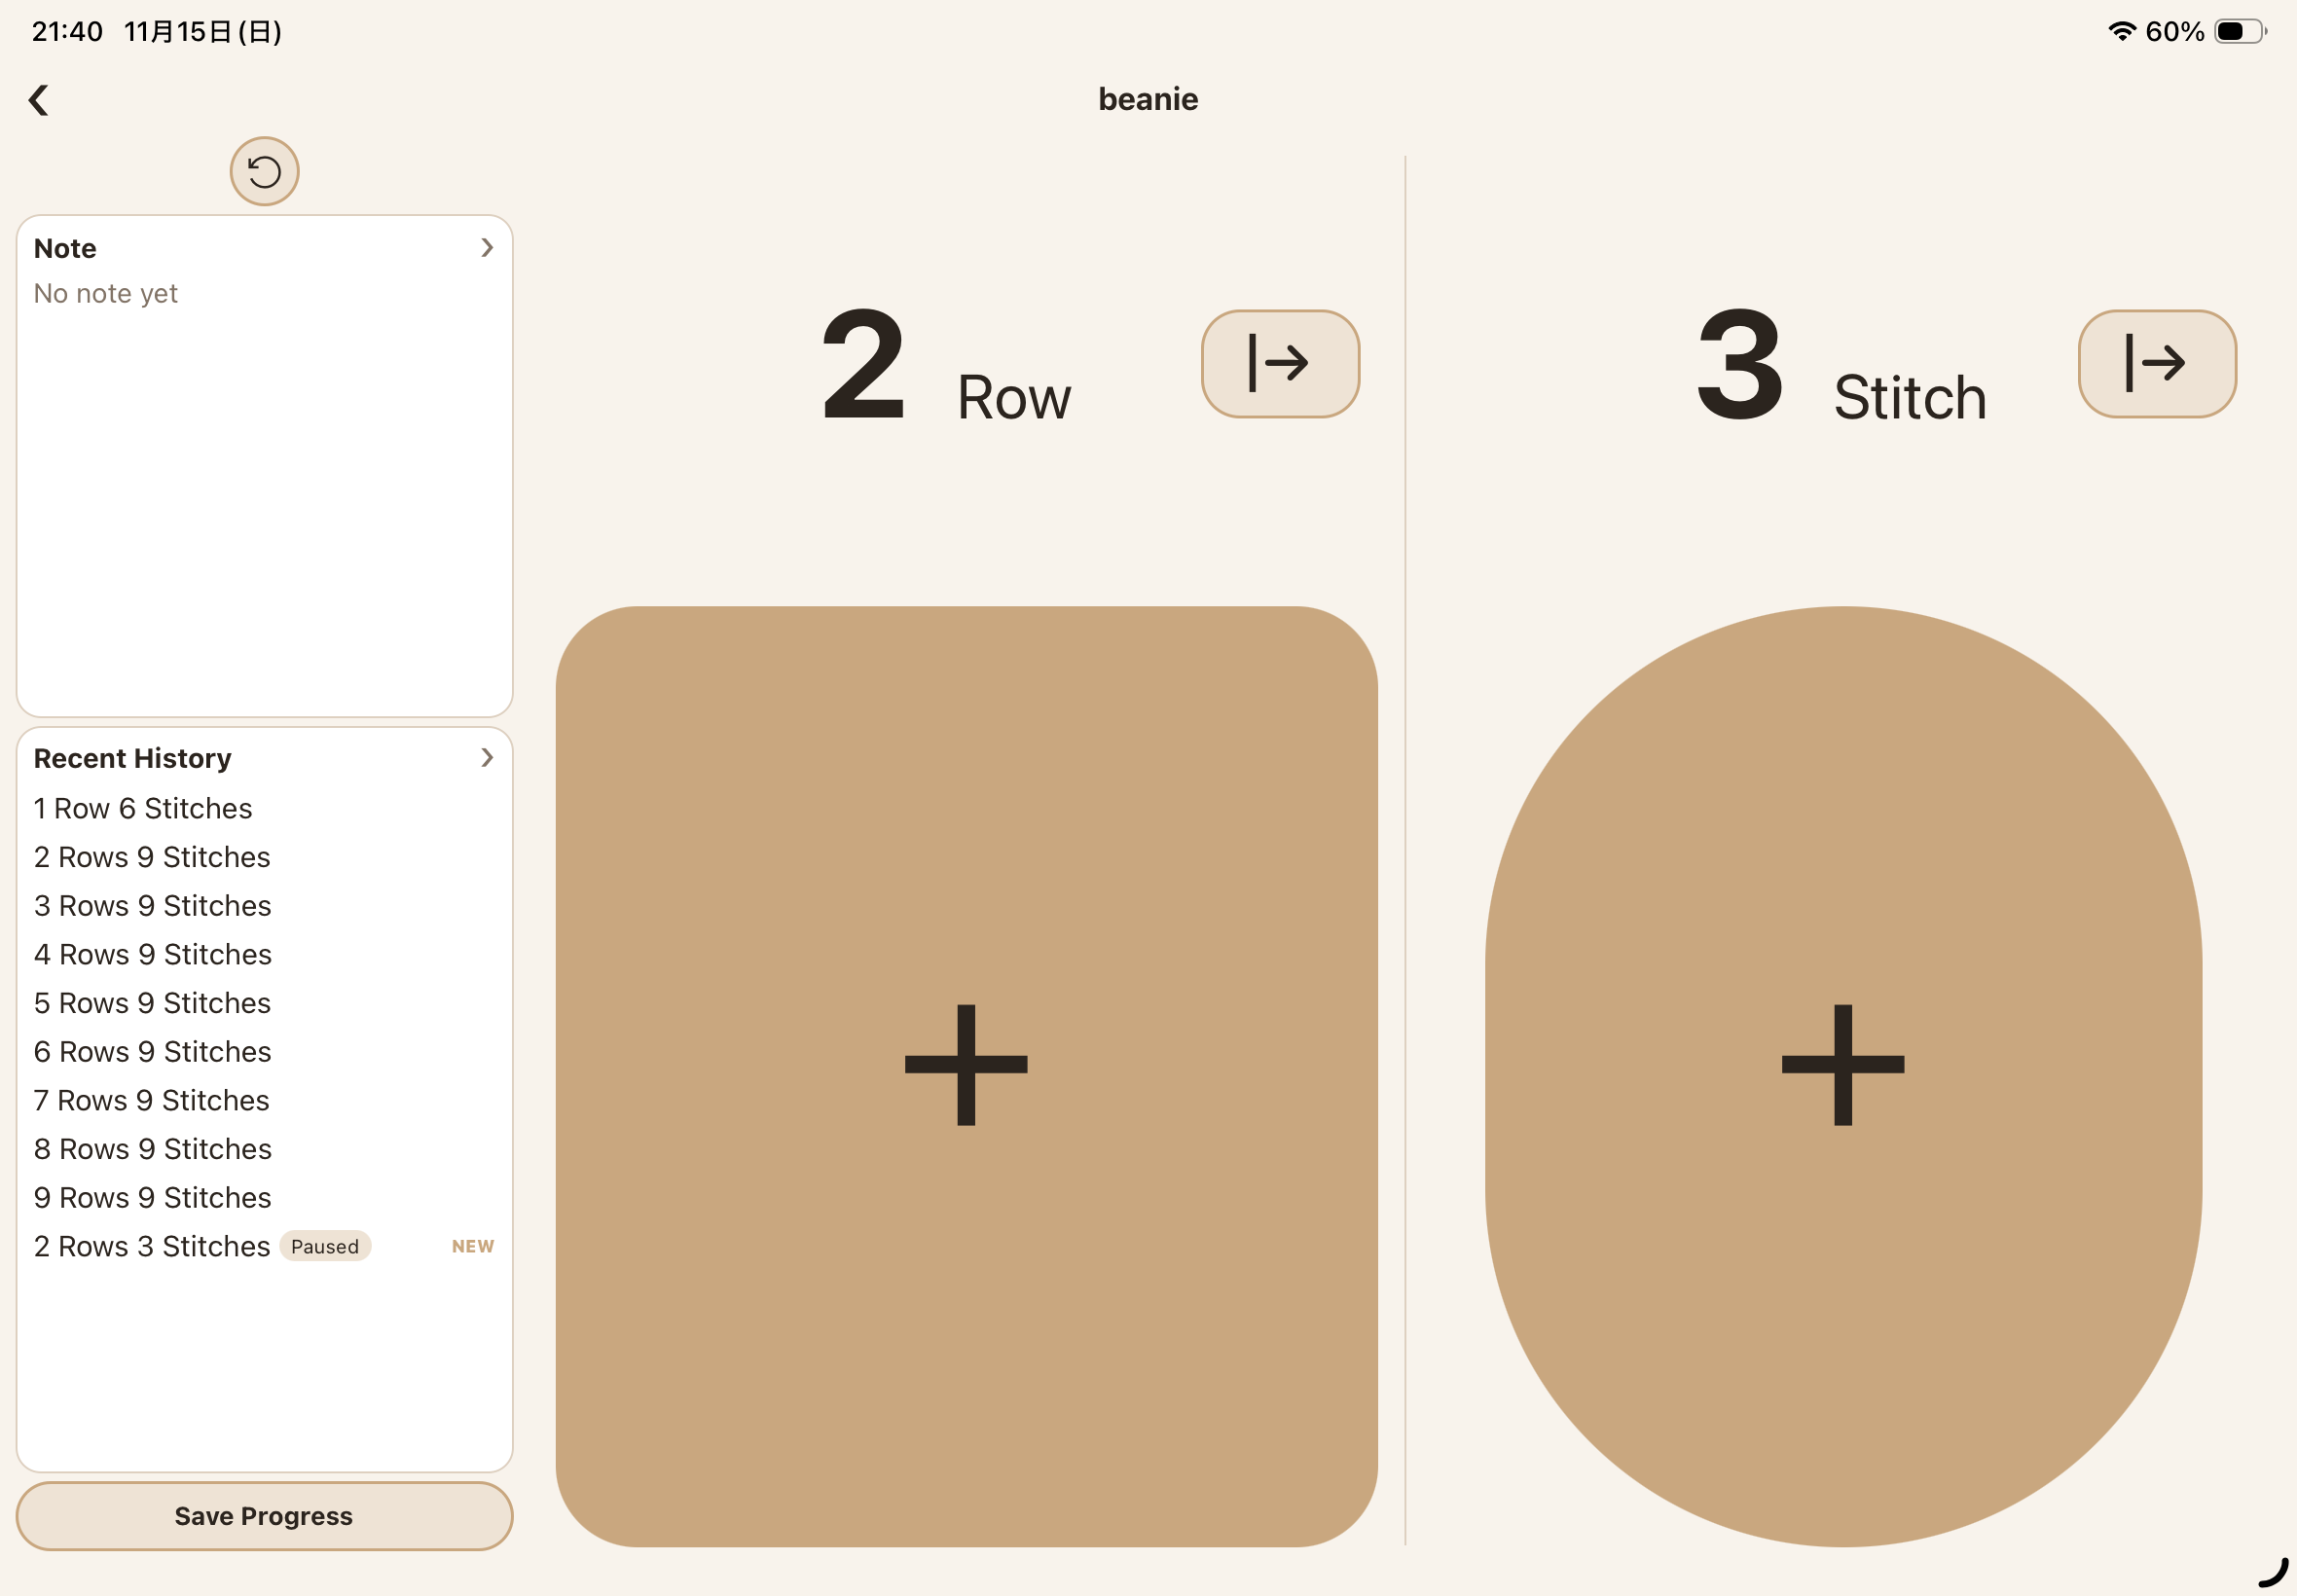 21:40 11月15日(日)
60%
beanie
Note
No note yet
Recent History
1 Row 6 Stitches
2 Rows 9 Stitches
3 Rows 9 Stitches
4 Rows 9 Stitches
5 Rows 9 Stitches
6 Rows 9 Stitches
7 Rows 9 Stitches
8 Rows 9 Stitches
9 Rows 9 Stitches
2 Rows 3 Stitches Paused NEW
Save Progress
2 Row
3 Stitch